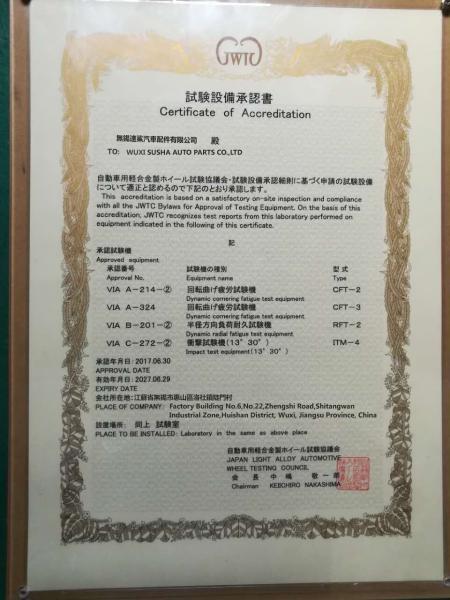 JWTC
試験設備承認書
Certificate of Accreditation
無錫速鯊汽車配件有限公司 殿
TO: WUXI SUSHA AUTO PARTS CO.,LTD
自動車用軽合金製ホイール試験協議会・試験設備承認細則に基づく申請の試験設備
について適正と認めるので下記のとおり承認します。
This accreditation is based on a satisfactory on-site inspection and compliance
with all the JWTC Bylaws for Approval of Testing Equipment. On the basis of this
accreditation; JWTC recognizes test reports from this laboratory performed on
equipment indicated in the following of this certificate.
記
承認試験機
Approved equipment
承認番号 試験機の種別 型式
Approval No. Equipment name Type
VIA A-214-② 回転曲げ疲労試験機 CFT-2
Dynamic cornering fatigue test equipment
VIA A-324 回転曲げ疲労試験機 CFT-3
Dynamic cornering fatigue test equipment
VIA B-201-② 半径方向負荷耐久試験機 RFT-2
Dynamic radial fatigue test equipment
VIA C-272-② 衝撃試験機(13°30′) ITM-4
Impact test equipment(13°30′)
承認年月日:2017.06.30
APPROVAL DATE
有効年月日:2027.06.29
EXPIRY DATE
会社所在地:江蘇省無錫市惠山區洛社鎮陡門村
PLACE OF COMPANY: Factory Building No.6,No.22,Zhengshi Road,Shitangwan
Industrial Zone,Huishan District, Wuxi, Jiangsu Province, China
設置場所: 同上 試験室
PLACE TO BE INSTALLED: Laboratory in the same as above place
自動車用軽合金製ホイール試験協議会
JAPAN LIGHT ALLOY AUTOMOTIVE
WHEEL TESTING COUNCIL
会長 中嶋 敬一郎
Chairman KEIICHIRO NAKASHIMA